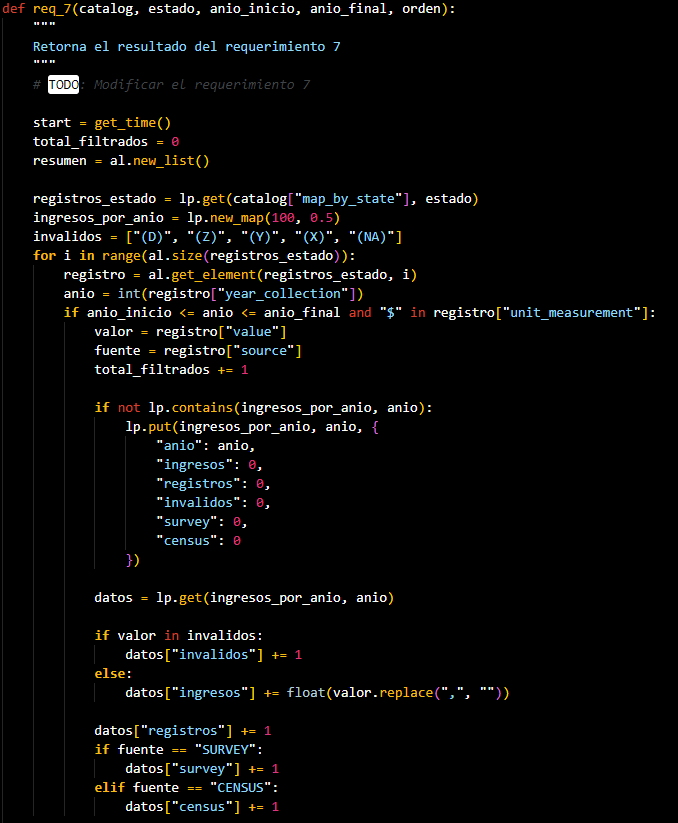 def req_7(catalog, estado, anio_inicio, anio_final, orden):
    """
    Retorna el resultado del requerimiento 7
    """
    # TODO: Modificar el requerimiento 7
    start = get_time()
    total_filtrados = 0
    resumen = al.new_list()
    registros_estado = lp.get(catalog["map_by_state"], estado)
    ingresos_por_anio = lp.new_map(100, 0.5)
    invalidos = ["(D)", "(Z)", "(Y)", "(X)", "(NA)"]
    for i in range(al.size(registros_estado)):
        registro = al.get_element(registros_estado, i)
        anio = int(registro["year_collection"])
        if anio_inicio <= anio <= anio_final and "$" in registro["unit_measurement"]:
            valor = registro["value"]
            fuente = registro["source"]
            total_filtrados += 1
            if not lp.contains(ingresos_por_anio, anio):
                lp.put(ingresos_por_anio, anio, {
                    "anio": anio,
                    "ingresos": 0,
                    "registros": 0,
                    "invalidos": 0,
                    "survey": 0,
                    "census": 0
                })
            datos = lp.get(ingresos_por_anio, anio)
            if valor in invalidos:
                datos["invalidos"] += 1
            else:
                datos["ingresos"] += float(valor.replace(",", ""))
            datos["registros"] += 1
            if fuente == "SURVEY":
                datos["survey"] += 1
            elif fuente == "CENSUS":
                datos["census"] += 1